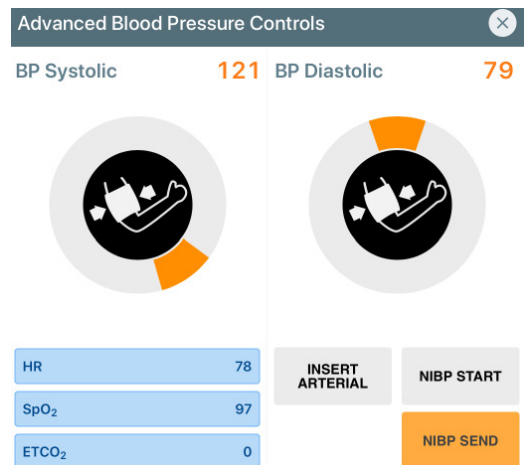 Advanced Blood Pressure Controls
BP Systolic 121
BP Diastolic 79
HR 78
SpO₂ 97
ETCO₂ 0
INSERT
ARTERIAL
NIBP START
NIBP SEND